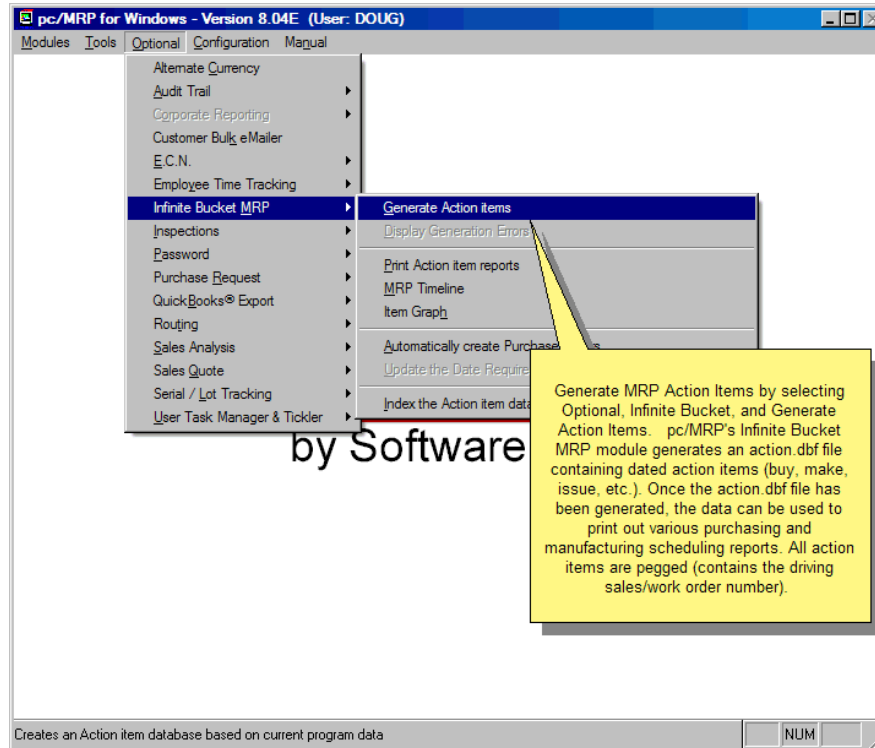 pc/MRP for Windows - Version 8.04E (User: DOUG)
Modules Tools Optional Configuration Manual
Alternate Currency
Audit Trail
Corporate Reporting
Customer Bulk eMailer
E.C.N.
Employee Time Tracking
Infinite Bucket MRP
Inspections
Password
Purchase Request
QuickBooks® Export
Routing
Sales Analysis
Sales Quote
Serial / Lot Tracking
User Task Manager & Tickler
Generate Action items
Display Generation Errors
Print Action item reports
MRP Timeline
Item Graph
Automatically create Purchase
Update the Date
Index the Action item
Generate MRP Action Items by selecting
Optional, Infinite Bucket, and Generate
Action Items. pc/MRP's Infinite Bucket
MRP module generates an action.dbf file
containing dated action items (buy, make,
issue, etc.). Once the action.dbf file has
been generated, the data can be used to
print out various purchasing and
manufacturing scheduling reports. All action
items are pegged (contains the driving
sales/work order number).
by Software
Creates an Action item database based on current program data
NUM